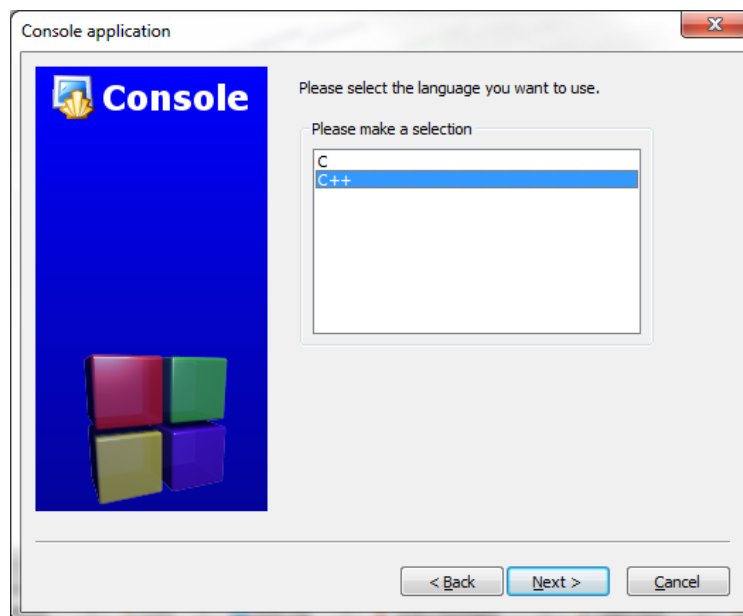 Console application
Console
Please select the language you want to use.
Please make a selection
C
C++
< Back
Next >
Cancel